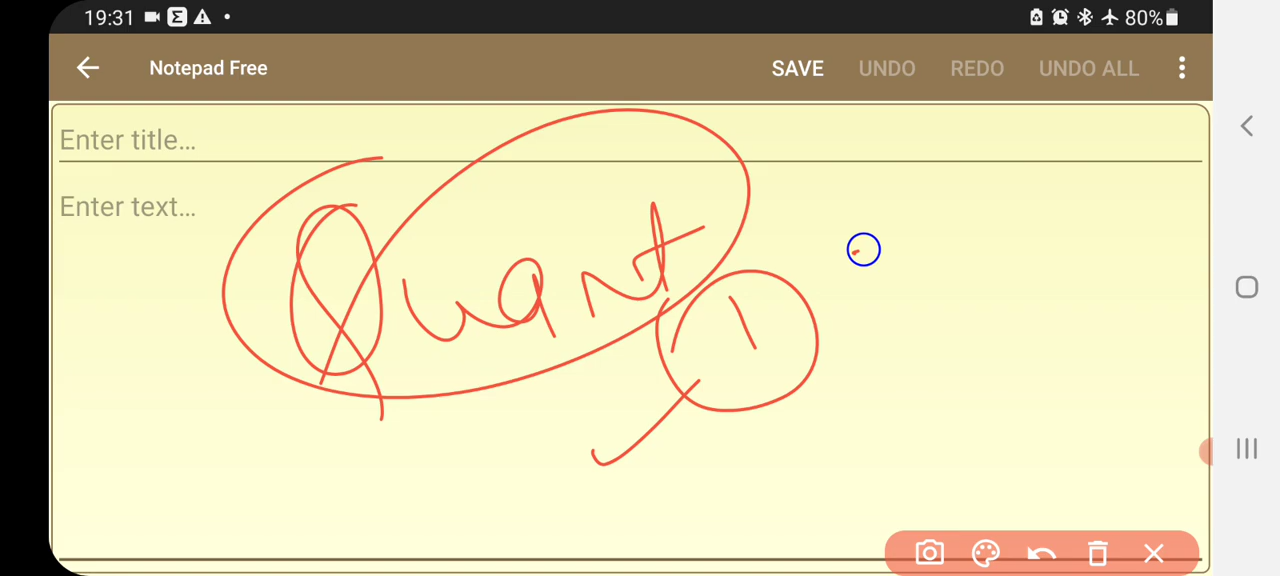 19:31 80%
Notepad Free SAVE UNDO REDO UNDO ALL
Enter title...
Enter text...
Quant
1